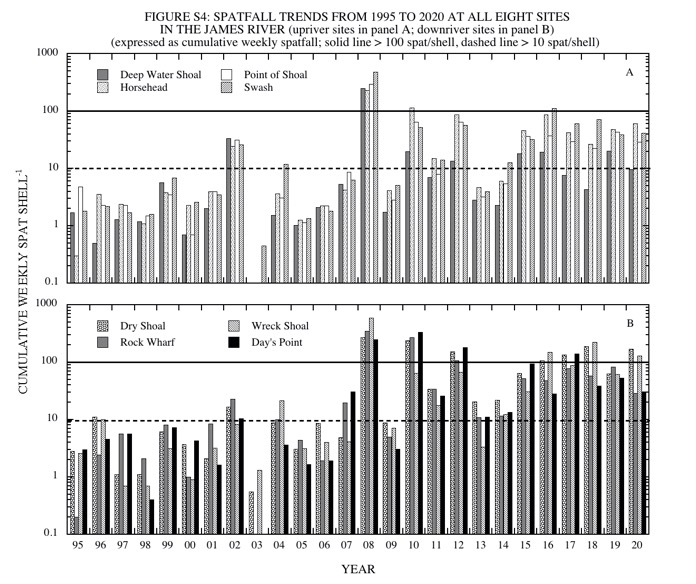 FIGURE S4: SPATFALL TRENDS FROM 1995 TO 2020 AT ALL EIGHT SITES
IN THE JAMES RIVER (upriver sites in panel A; downriver sites in panel B)
(expressed as cumulative weekly spatfall; solid line > 100 spat/shell, dashed line > 10 spat/shell)
CUMULATIVE WEEKLY SPAT SHELL-1
1000
100
10
1
0.1
Deep Water Shoal
Point of Shoal
Horsehead
Swash
A
1000
100
10
1
0.1
Dry Shoal
Wreck Shoal
Rock Wharf
Day's Point
B
95 96 97 98 99 00 01 02 03 04 05 06 07 08 09 10 11 12 13 14 15 16 17 18 19 20
YEAR